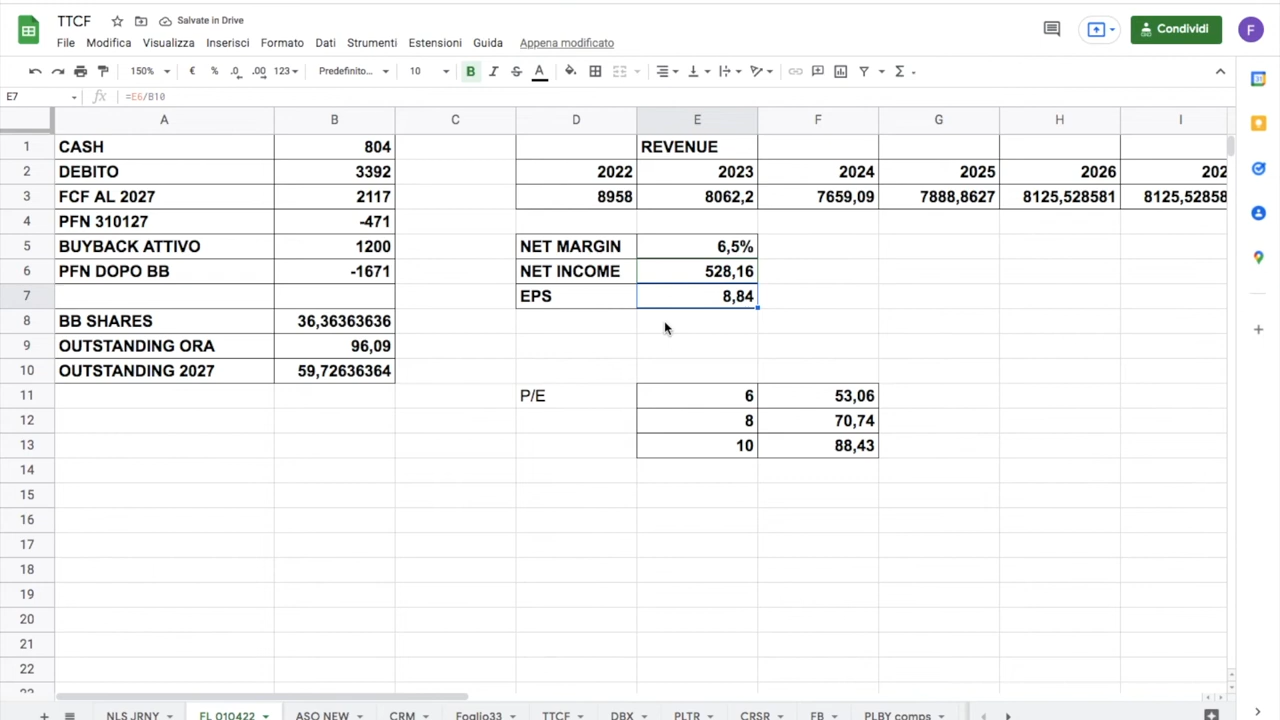 TTCF Salvate in Drive
File Modifica Visualizza Inserisci Formato Dati Strumenti Estensioni Guida Appena modificato
Condividi F
150% € % .0 .00 123 Predefinito... 10 B I S A Σ
E7 fx =E6/B10
A B C D E F G H I
1 CASH 804 REVENUE
2 DEBITO 3392 2022 2023 2024 2025 2026 202
3 FCF AL 2027 2117 8958 8062,2 7659,09 7888,8627 8125,528581 8125,52858
4 PFN 310127 -471
5 BUYBACK ATTIVO 1200 NET MARGIN 6,5%
6 PFN DOPO BB -1671 NET INCOME 528,16
7 EPS 8,84
8 BB SHARES 36,36363636
9 OUTSTANDING ORA 96,09
10 OUTSTANDING 2027 59,72636364
11 P/E 6 53,06
12 8 70,74
13 10 88,43
14
15
16
17
18
19
20
21
22
NLS JRNY FL 010422 ASO NEW CRM Foglio33 TTCF DBX PLTR CRSR FB PLBY comps